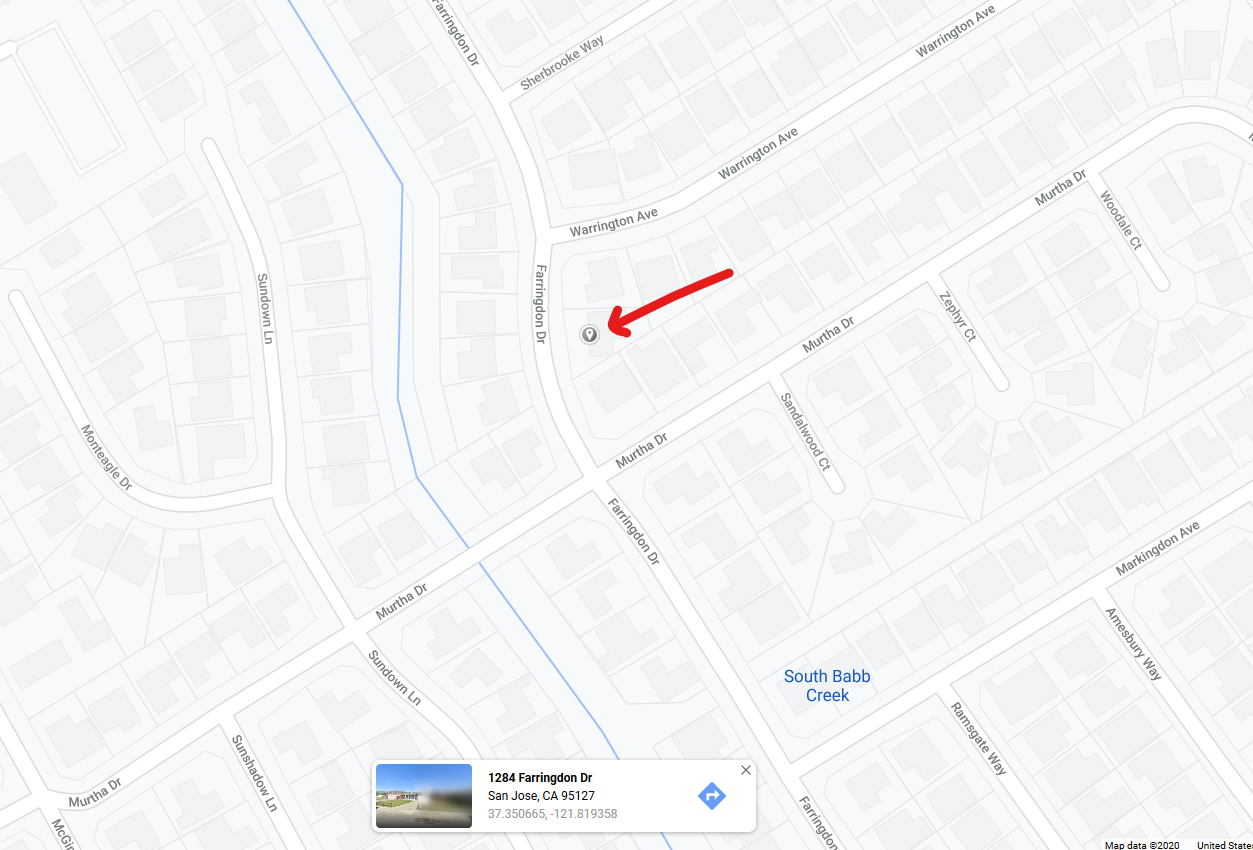 Farringdon Dr
Sherbrooke Way
Warrington Ave
Warrington Ave
Murtha Dr
Woodale Ct
Warrington Ave
Farringdon Dr
Sundown Ln
Zephyr Ct
Murtha Dr
Sandalwood Ct
Monteagle Dr
Murtha Dr
Farringdon Dr
Markingdon Ave
Murtha Dr
Amesbury Way
Sundown Ln
South Babb
Creek
Ramsgate Way
Sunshadow Ln
Murtha Dr
1284 Farringdon Dr
San Jose, CA 95127
37.350665, -121.819358
Farringdon
McGi
Map data ©2020 United States